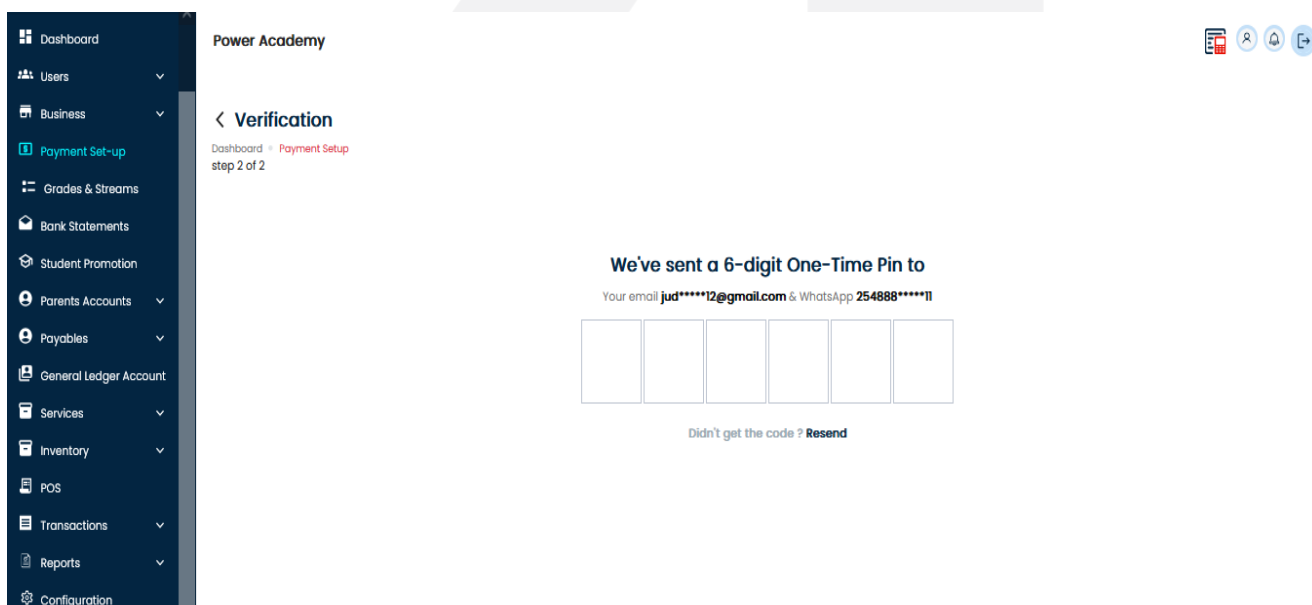 Dashboard
Power Academy
Users
Business
< Verification
Payment Set-up
Dashboard • Payment Setup
step 2 of 2
Grades & Streams
Bank Statements
Student Promotion
We've sent a 6-digit One-Time Pin to
Parents Accounts
Your email jud*****12@gmail.com & WhatsApp 254888*****11
Payables
General Ledger Account
Services
Didn't get the code ? Resend
Inventory
POS
Transactions
Reports
Configuration